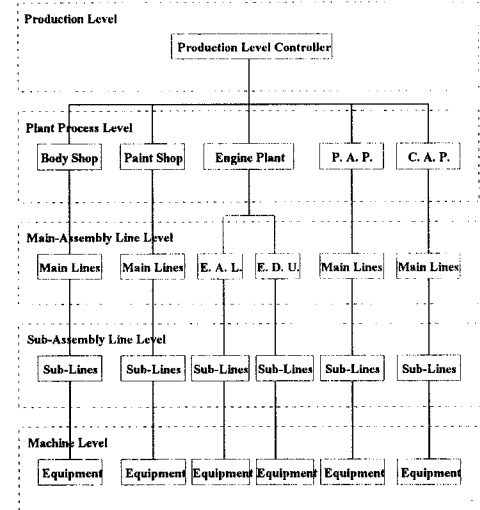 Production Level
Production Level Controller
Plant Process Level
Body Shop Paint Shop Engine Plant P. A. P. C. A. P.
Main-Assembly Line Level
Main Lines Main Lines E. A. L. E. D. U. Main Lines Main Lines
Sub-Assembly Line Level
Sub-Lines Sub-Lines Sub-Lines Sub-Lines Sub-Lines Sub-Lines
Machine Level
Equipment Equipment Equipment Equipment Equipment Equipment